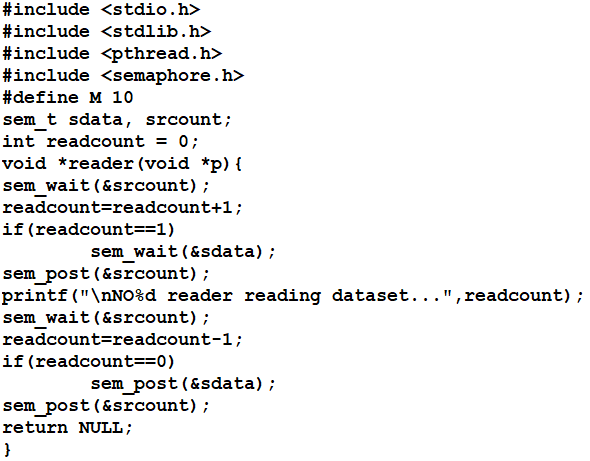 #include <stdio.h>
#include <stdlib.h>
#include <pthread.h>
#include <semaphore.h>
#define M 10
sem_t sdata, srcount;
int readcount = 0;
void *reader(void *p){
sem_wait(&srcount);
readcount=readcount+1;
if(readcount==1)
        sem_wait(&sdata);
sem_post(&srcount);
printf("\nNO%d reader reading dataset...",readcount);
sem_wait(&srcount);
readcount=readcount-1;
if(readcount==0)
        sem_post(&sdata);
sem_post(&srcount);
return NULL;
}